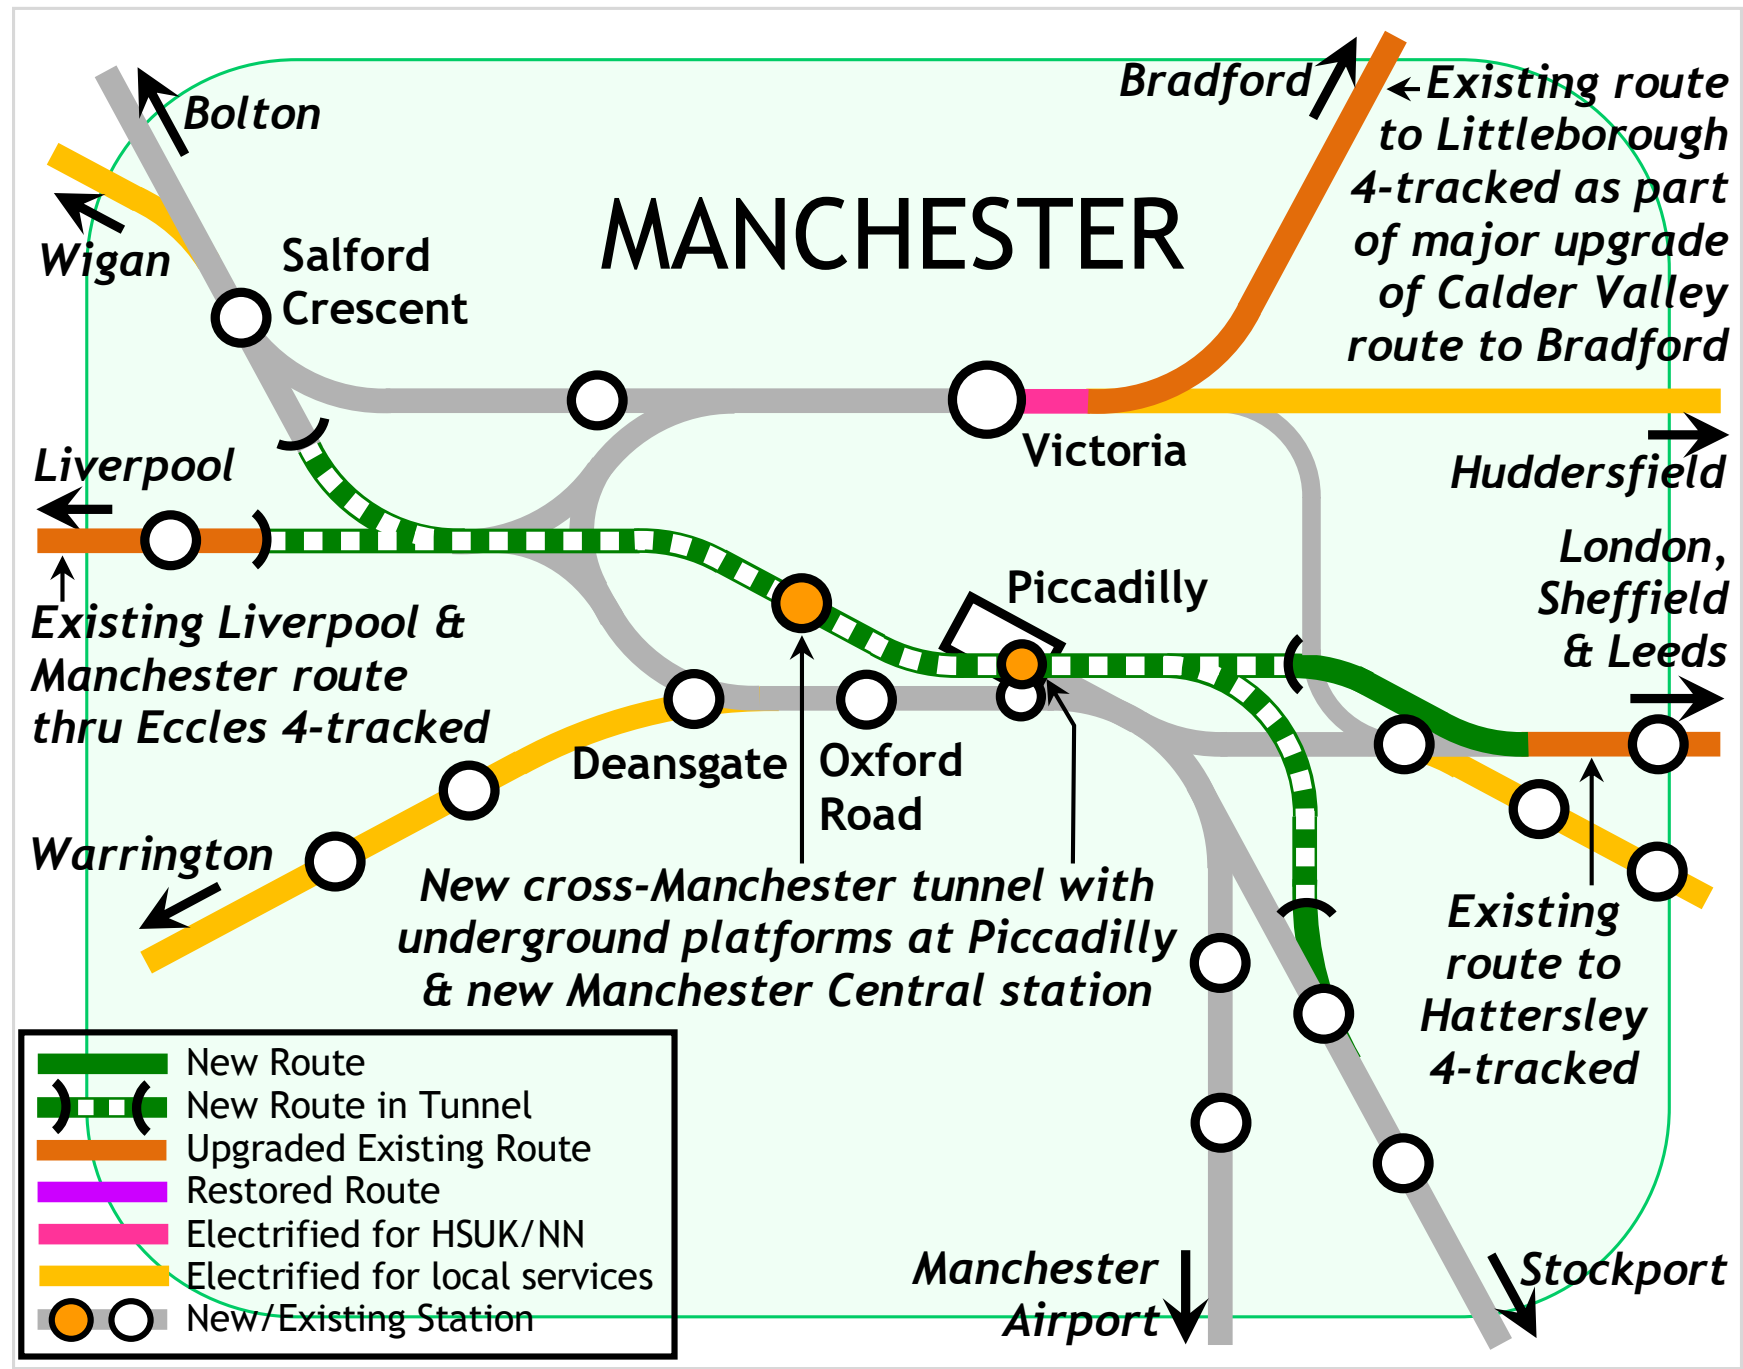 Bolton
Wigan
Salford
Crescent
MANCHESTER
Bradford
Existing route
to Littleborough
4-tracked as part
of major upgrade
of Calder Valley
route to Bradford
Victoria
Huddersfield
Liverpool
Existing Liverpool &
Manchester route
thru Eccles 4-tracked
Piccadilly
London,
Sheffield
& Leeds
Deansgate
Oxford
Road
Warrington
New cross-Manchester tunnel with
underground platforms at Piccadilly
& new Manchester Central station
Existing
route to
Hattersley
4-tracked
New Route
New Route in Tunnel
Upgraded Existing Route
Restored Route
Electrified for HSUK/NN
Electrified for local services
New/Existing Station
Manchester
Airport
Stockport